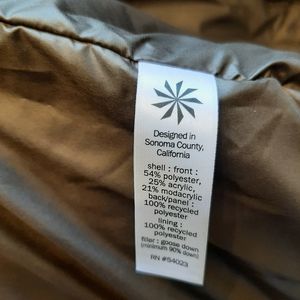 Designed in
Sonoma County,
California
shell : front :
54% polyester,
25% acrylic,
21% modacrylic
back/panel :
100% recycled
polyester
lining :
100% recycled
polyester
filler : goose down
(minimum 90% down)
RN #54023